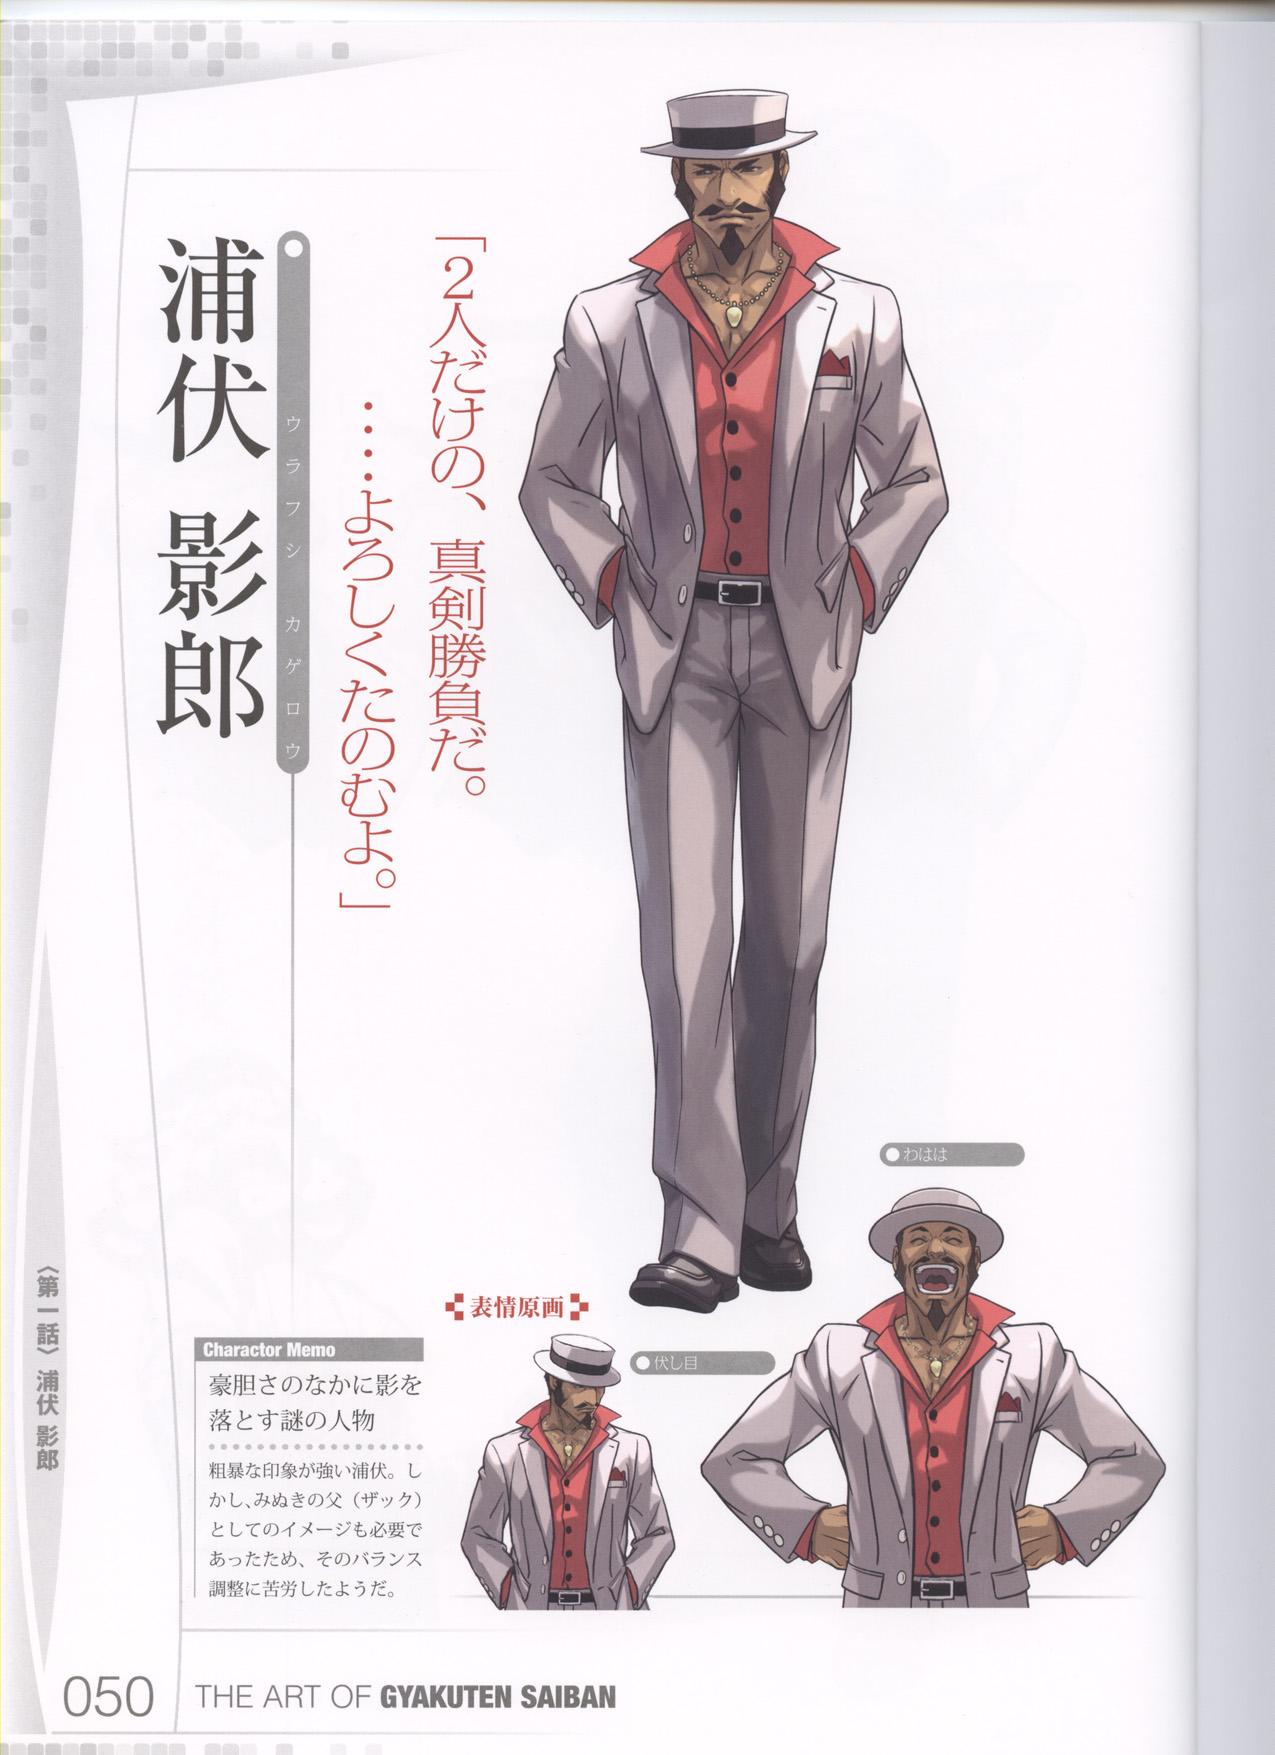 浦伏 影郎
ウラフシ カゲロウ
「２人だけの、真剣勝負だ。
……よろしくたのむよ。」
わはは
表情原画
伏し目
Charactor Memo
豪胆さのなかに影を
落とす謎の人物
粗暴な印象が強い浦伏。し
かし、みぬきの父（ザック）
としてのイメージも必要で
あったため、そのバランス
調整に苦労したようだ。
〈第一話〉浦伏 影郎
050 THE ART OF GYAKUTEN SAIBAN